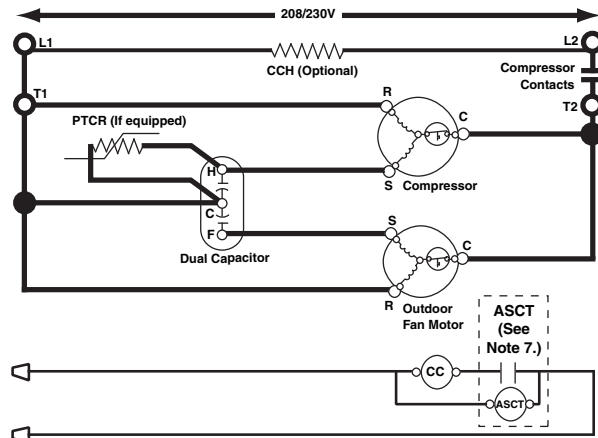 208/230V
L1
L2
CCH (Optional)
Compressor
Contacts
T1
T2
PTCR (If equipped)
R
C
H
S
Compressor
C
S
F
C
Dual Capacitor
R
Outdoor
Fan Motor
ASCT
(See
Note 7.)
CC
ASCT